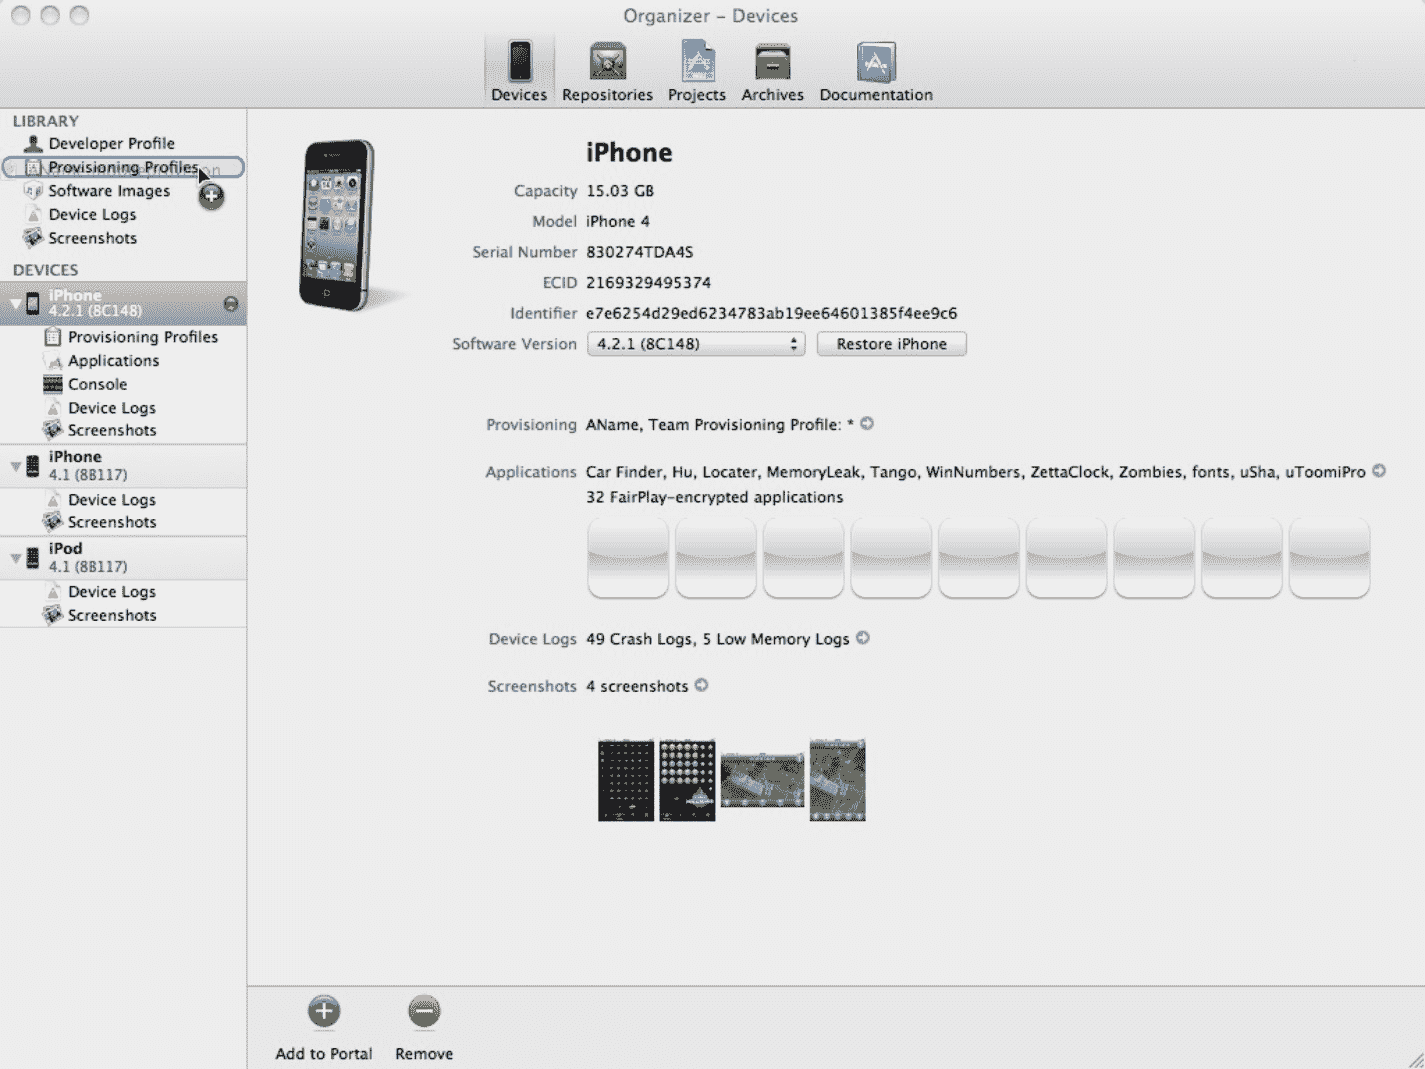 Organizer – Devices
Devices
Repositories
Projects
Archives
Documentation
LIBRARY
Developer Profile
Provisioning Profiles
Software Images
Device Logs
Screenshots
DEVICES
iPhone
4.2.1 (8C148)
Provisioning Profiles
Applications
Console
Device Logs
Screenshots
iPhone
4.1 (8B117)
Device Logs
Screenshots
iPod
4.1 (8B117)
Device Logs
Screenshots
iPhone
Capacity 15.03 GB
Model iPhone 4
Serial Number 830274TDA4S
ECID 2169329495374
Identifier e7e6254d29ed6234783ab19ee64601385f4ee9c6
Software Version 4.2.1 (8C148) Restore iPhone
Provisioning AName, Team Provisioning Profile: *
Applications Car Finder, Hu, Locater, MemoryLeak, Tango, WinNumbers, ZettaClock, Zombies, fonts, uSha, uToomiPro
32 FairPlay-encrypted applications
Device Logs 49 Crash Logs, 5 Low Memory Logs
Screenshots 4 screenshots
Add to Portal
Remove